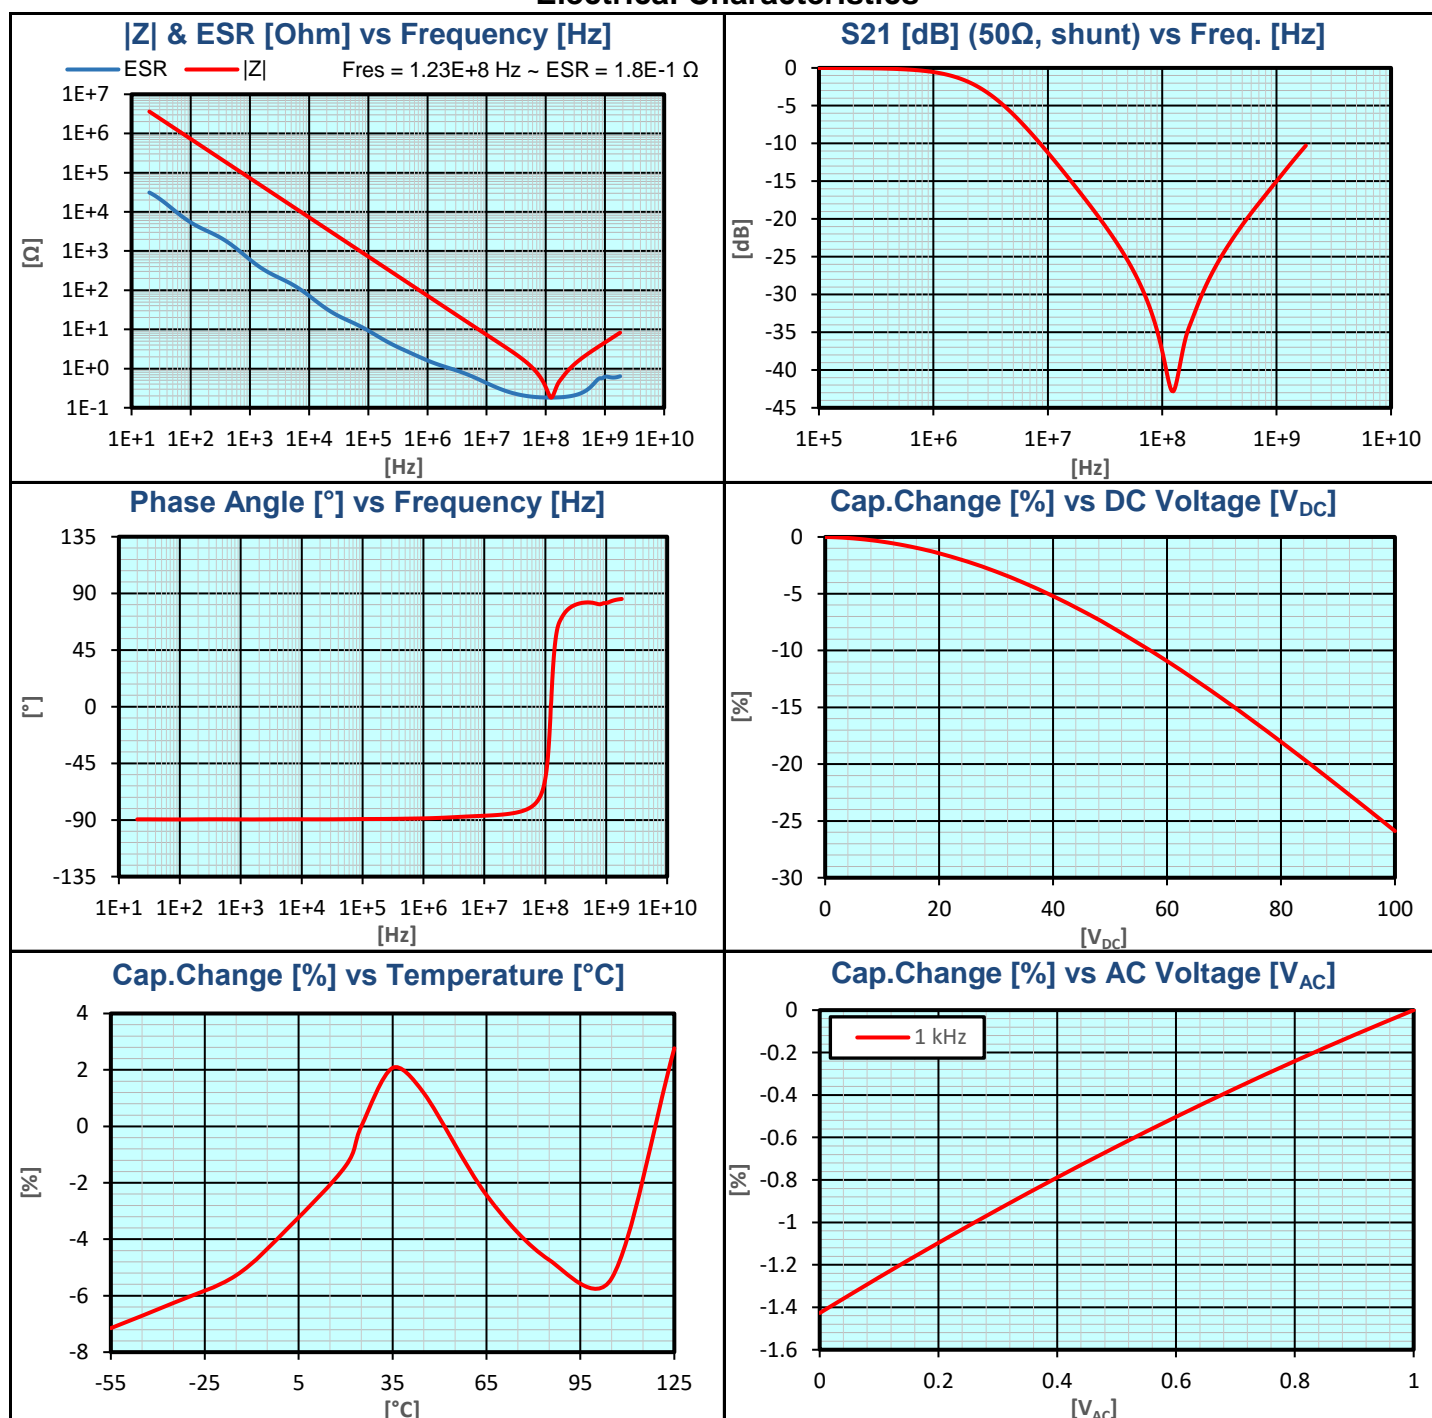 Electrical Characteristics
|Z| & ESR [Ohm] vs Frequency [Hz]
ESR |Z| Fres = 1.23E+8 Hz ~ ESR = 1.8E-1 Ω
1E+7
1E+6
1E+5
1E+4
1E+3
1E+2
1E+1
1E+0
1E-1
[Ω]
1E+1 1E+2 1E+3 1E+4 1E+5 1E+6 1E+7 1E+8 1E+9 1E+10
[Hz]
S21 [dB] (50Ω, shunt) vs Freq. [Hz]
0
-5
-10
-15
-20
-25
-30
-35
-40
-45
[dB]
1E+5 1E+6 1E+7 1E+8 1E+9 1E+10
[Hz]
Phase Angle [°] vs Frequency [Hz]
135
90
45
0
-45
-90
-135
[°]
1E+1 1E+2 1E+3 1E+4 1E+5 1E+6 1E+7 1E+8 1E+9 1E+10
[Hz]
Cap.Change [%] vs DC Voltage [VDC]
0
-5
-10
-15
-20
-25
-30
[%]
0 20 40 60 80 100
[VDC]
Cap.Change [%] vs Temperature [°C]
4
2
0
-2
-4
-6
-8
[%]
-55 -25 5 35 65 95 125
[°C]
Cap.Change [%] vs AC Voltage [VAC]
1 kHz
0
-0.2
-0.4
-0.6
-0.8
-1
-1.2
-1.4
-1.6
[%]
0 0.2 0.4 0.6 0.8 1
[VAC]